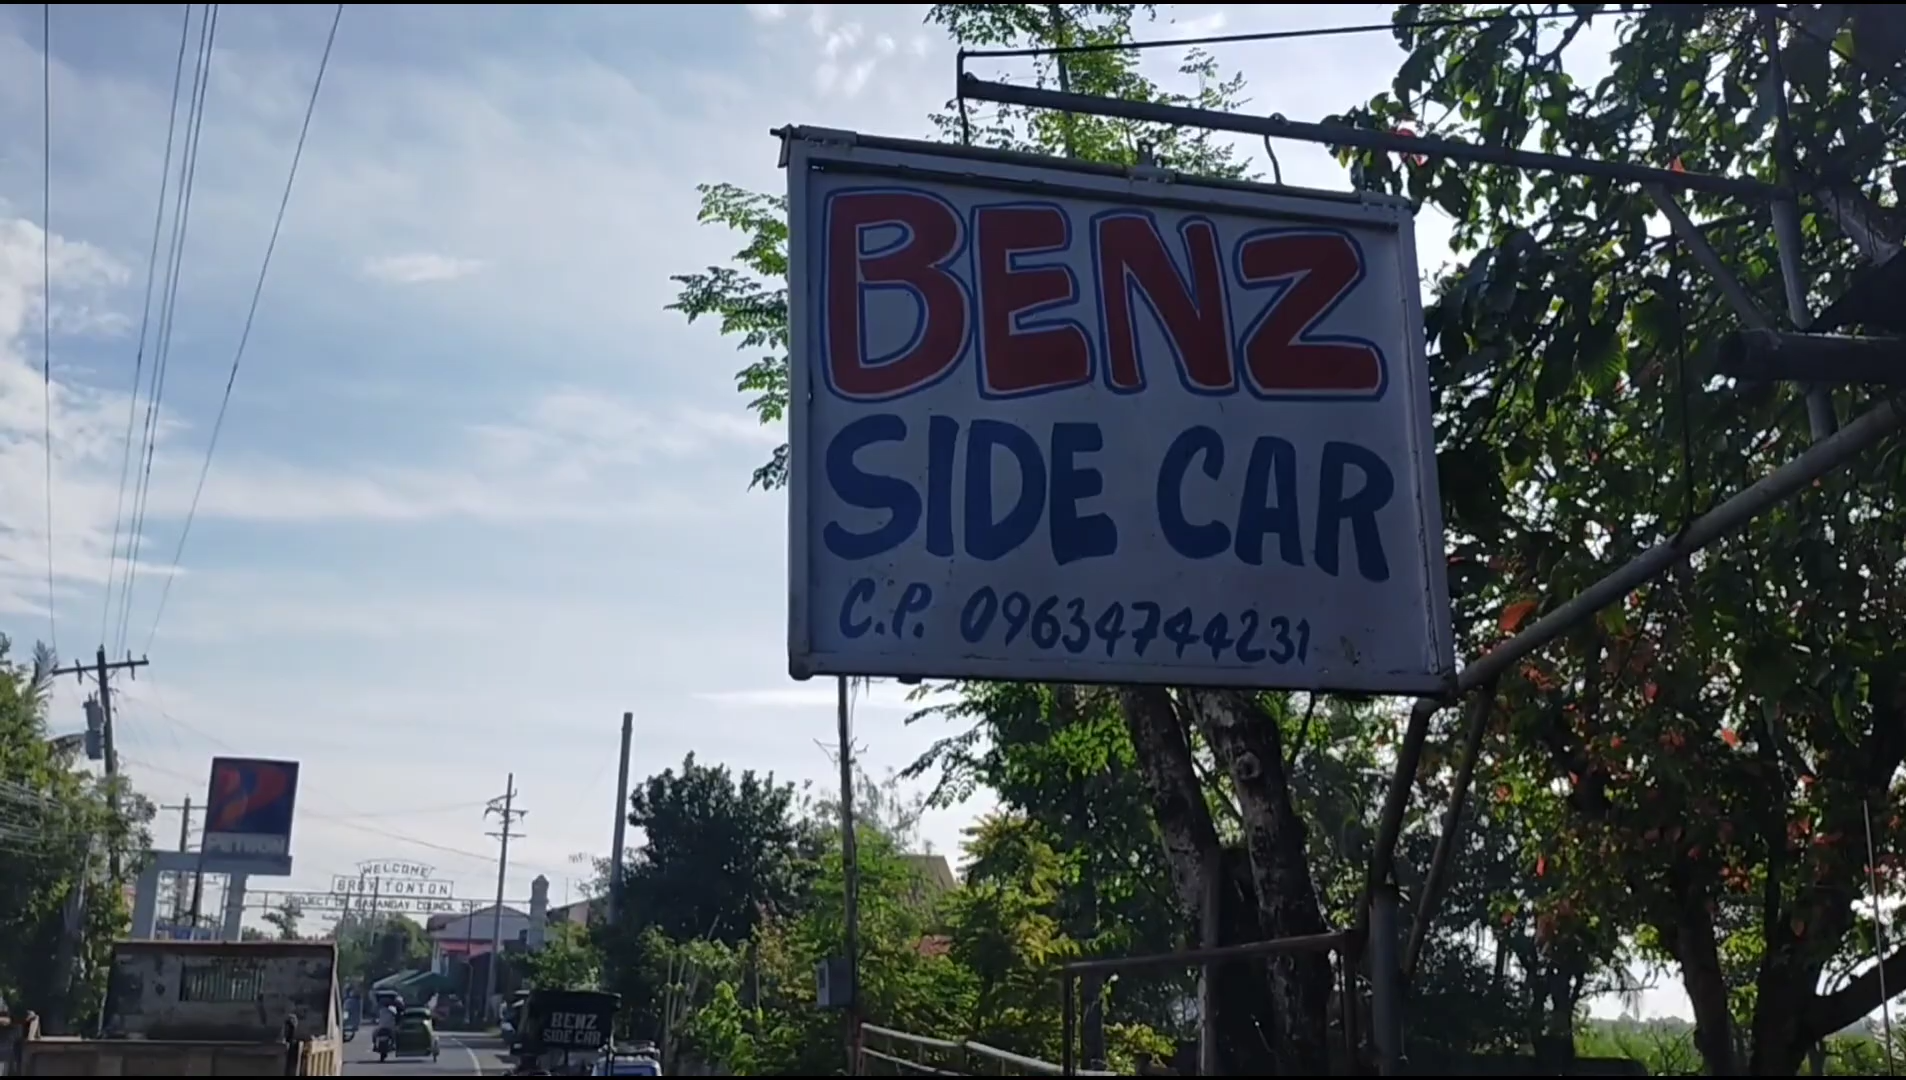 BENZ
SIDE CAR
C.P. 09634744231
PETRON
WELCOME
BRGY TONTON
BENZ
SIDE CAR